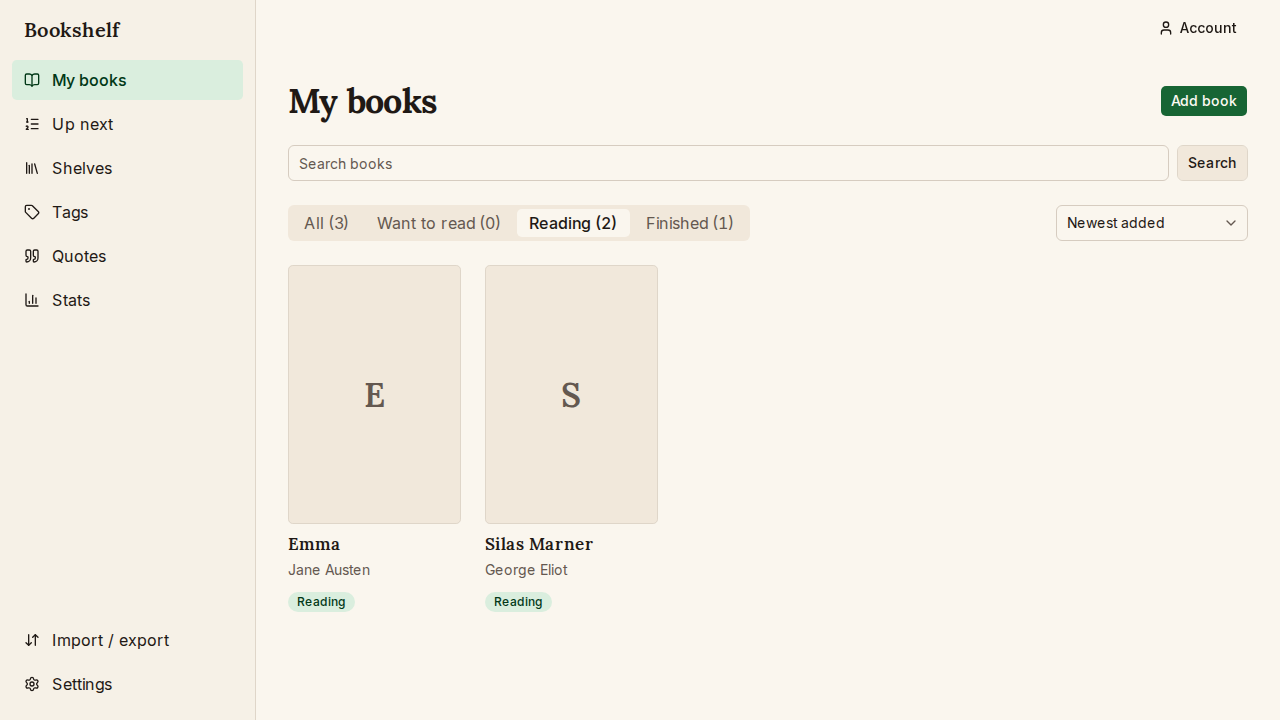 Bookshelf
My books
Up next
Shelves
Tags
Quotes
Stats
Import / export
Settings
Account
My books
Add book
Search books
Search
All (3)
Want to read (0)
Reading (2)
Finished (1)
Newest added
E
Emma
Jane Austen
Reading
S
Silas Marner
George Eliot
Reading